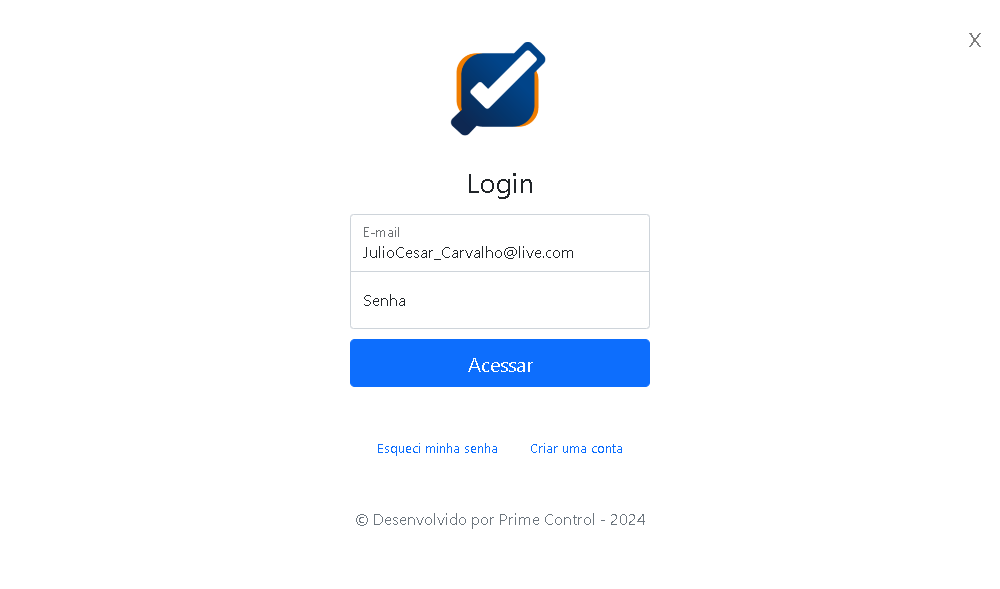 X
Login
E-mail
JulioCesar_Carvalho@live.com
Senha
Acessar
Esqueci minha senha
Criar uma conta
© Desenvolvido por Prime Control - 2024